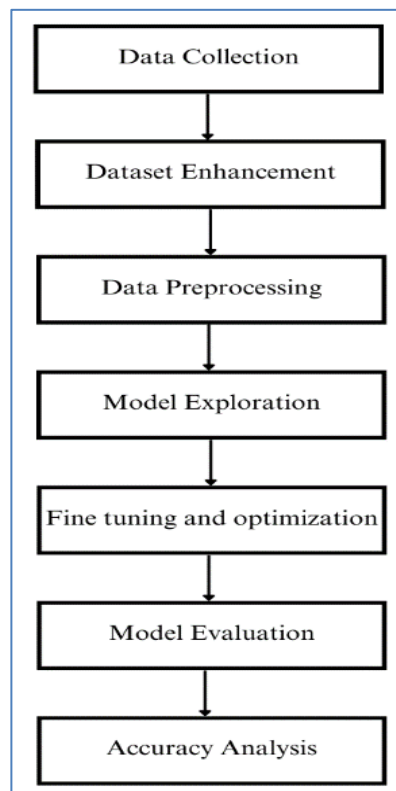 Data Collection
Dataset Enhancement
Data Preprocessing
Model Exploration
Fine tuning and optimization
Model Evaluation
Accuracy Analysis